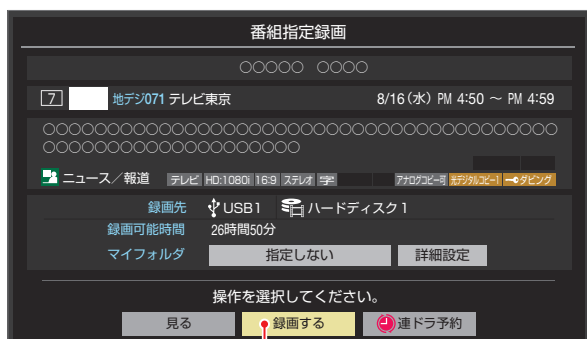 番組指定録画
○○○○○ ○○○○
7 地デジ071 テレビ東京 8/16(水) PM 4:50 ～ PM 4:59
○○○○○○○○○○○○○○○○○○○○○○○○○○○○○○○○○○○○○○○○
○○○○○○○○○○○○○○○○○○○○
ニュース／報道 テレビ HD:1080i 16:9 ステレオ 字 アナログコピー可 光デジタルコピー1 ダビング
録画先 USB1 ハードディスク1
録画可能時間 26時間50分
マイフォルダ 指定しない 詳細設定
操作を選択してください。
見る 録画する 連ドラ予約